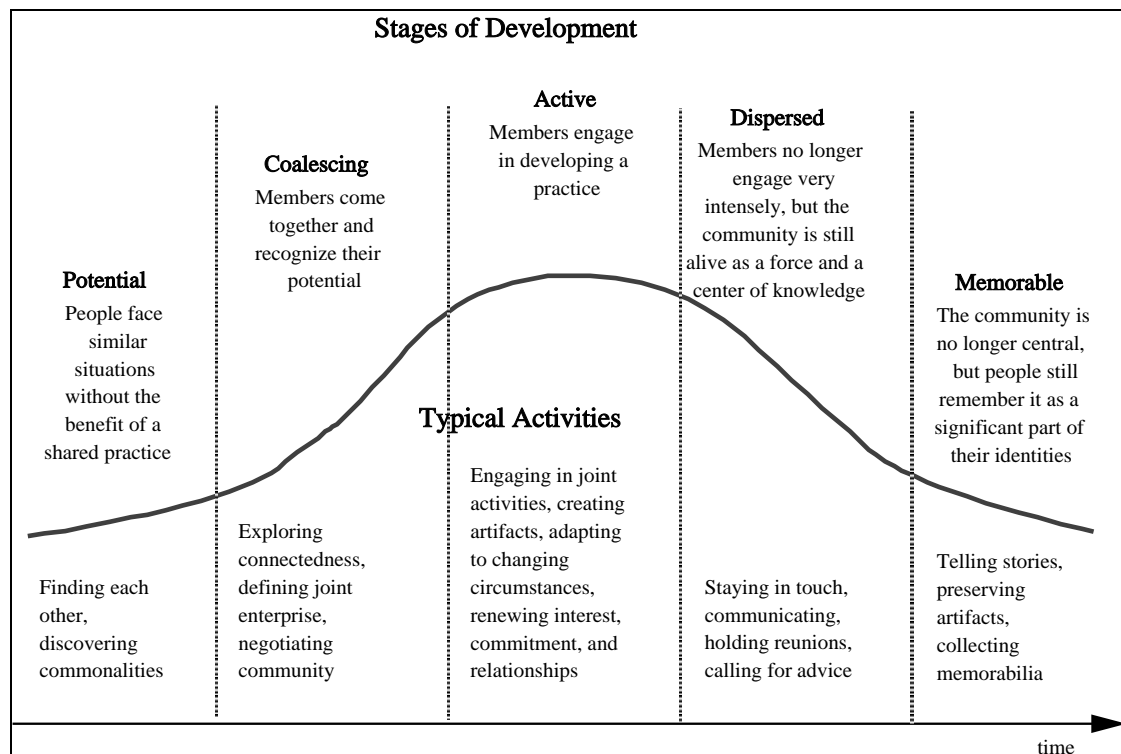 Stages of Development
Potential
People face
similar
situations
without the
benefit of a
shared practice
Coalescing
Members come
together and
recognize their
potential
Active
Members engage
in developing a
practice
Dispersed
Members no longer
engage very
intensely, but the
community is still
alive as a force and a
center of knowledge
Memorable
The community is
no longer central,
but people still
remember it as a
significant part of
their identities
Typical Activities
Finding each
other,
discovering
commonalities
Exploring
connectedness,
defining joint
enterprise,
negotiating
community
Engaging in joint
activities, creating
artifacts, adapting
to changing
circumstances,
renewing interest,
commitment, and
relationships
Staying in touch,
communicating,
holding reunions,
calling for advice
Telling stories,
preserving
artifacts,
collecting
memorabilia
time